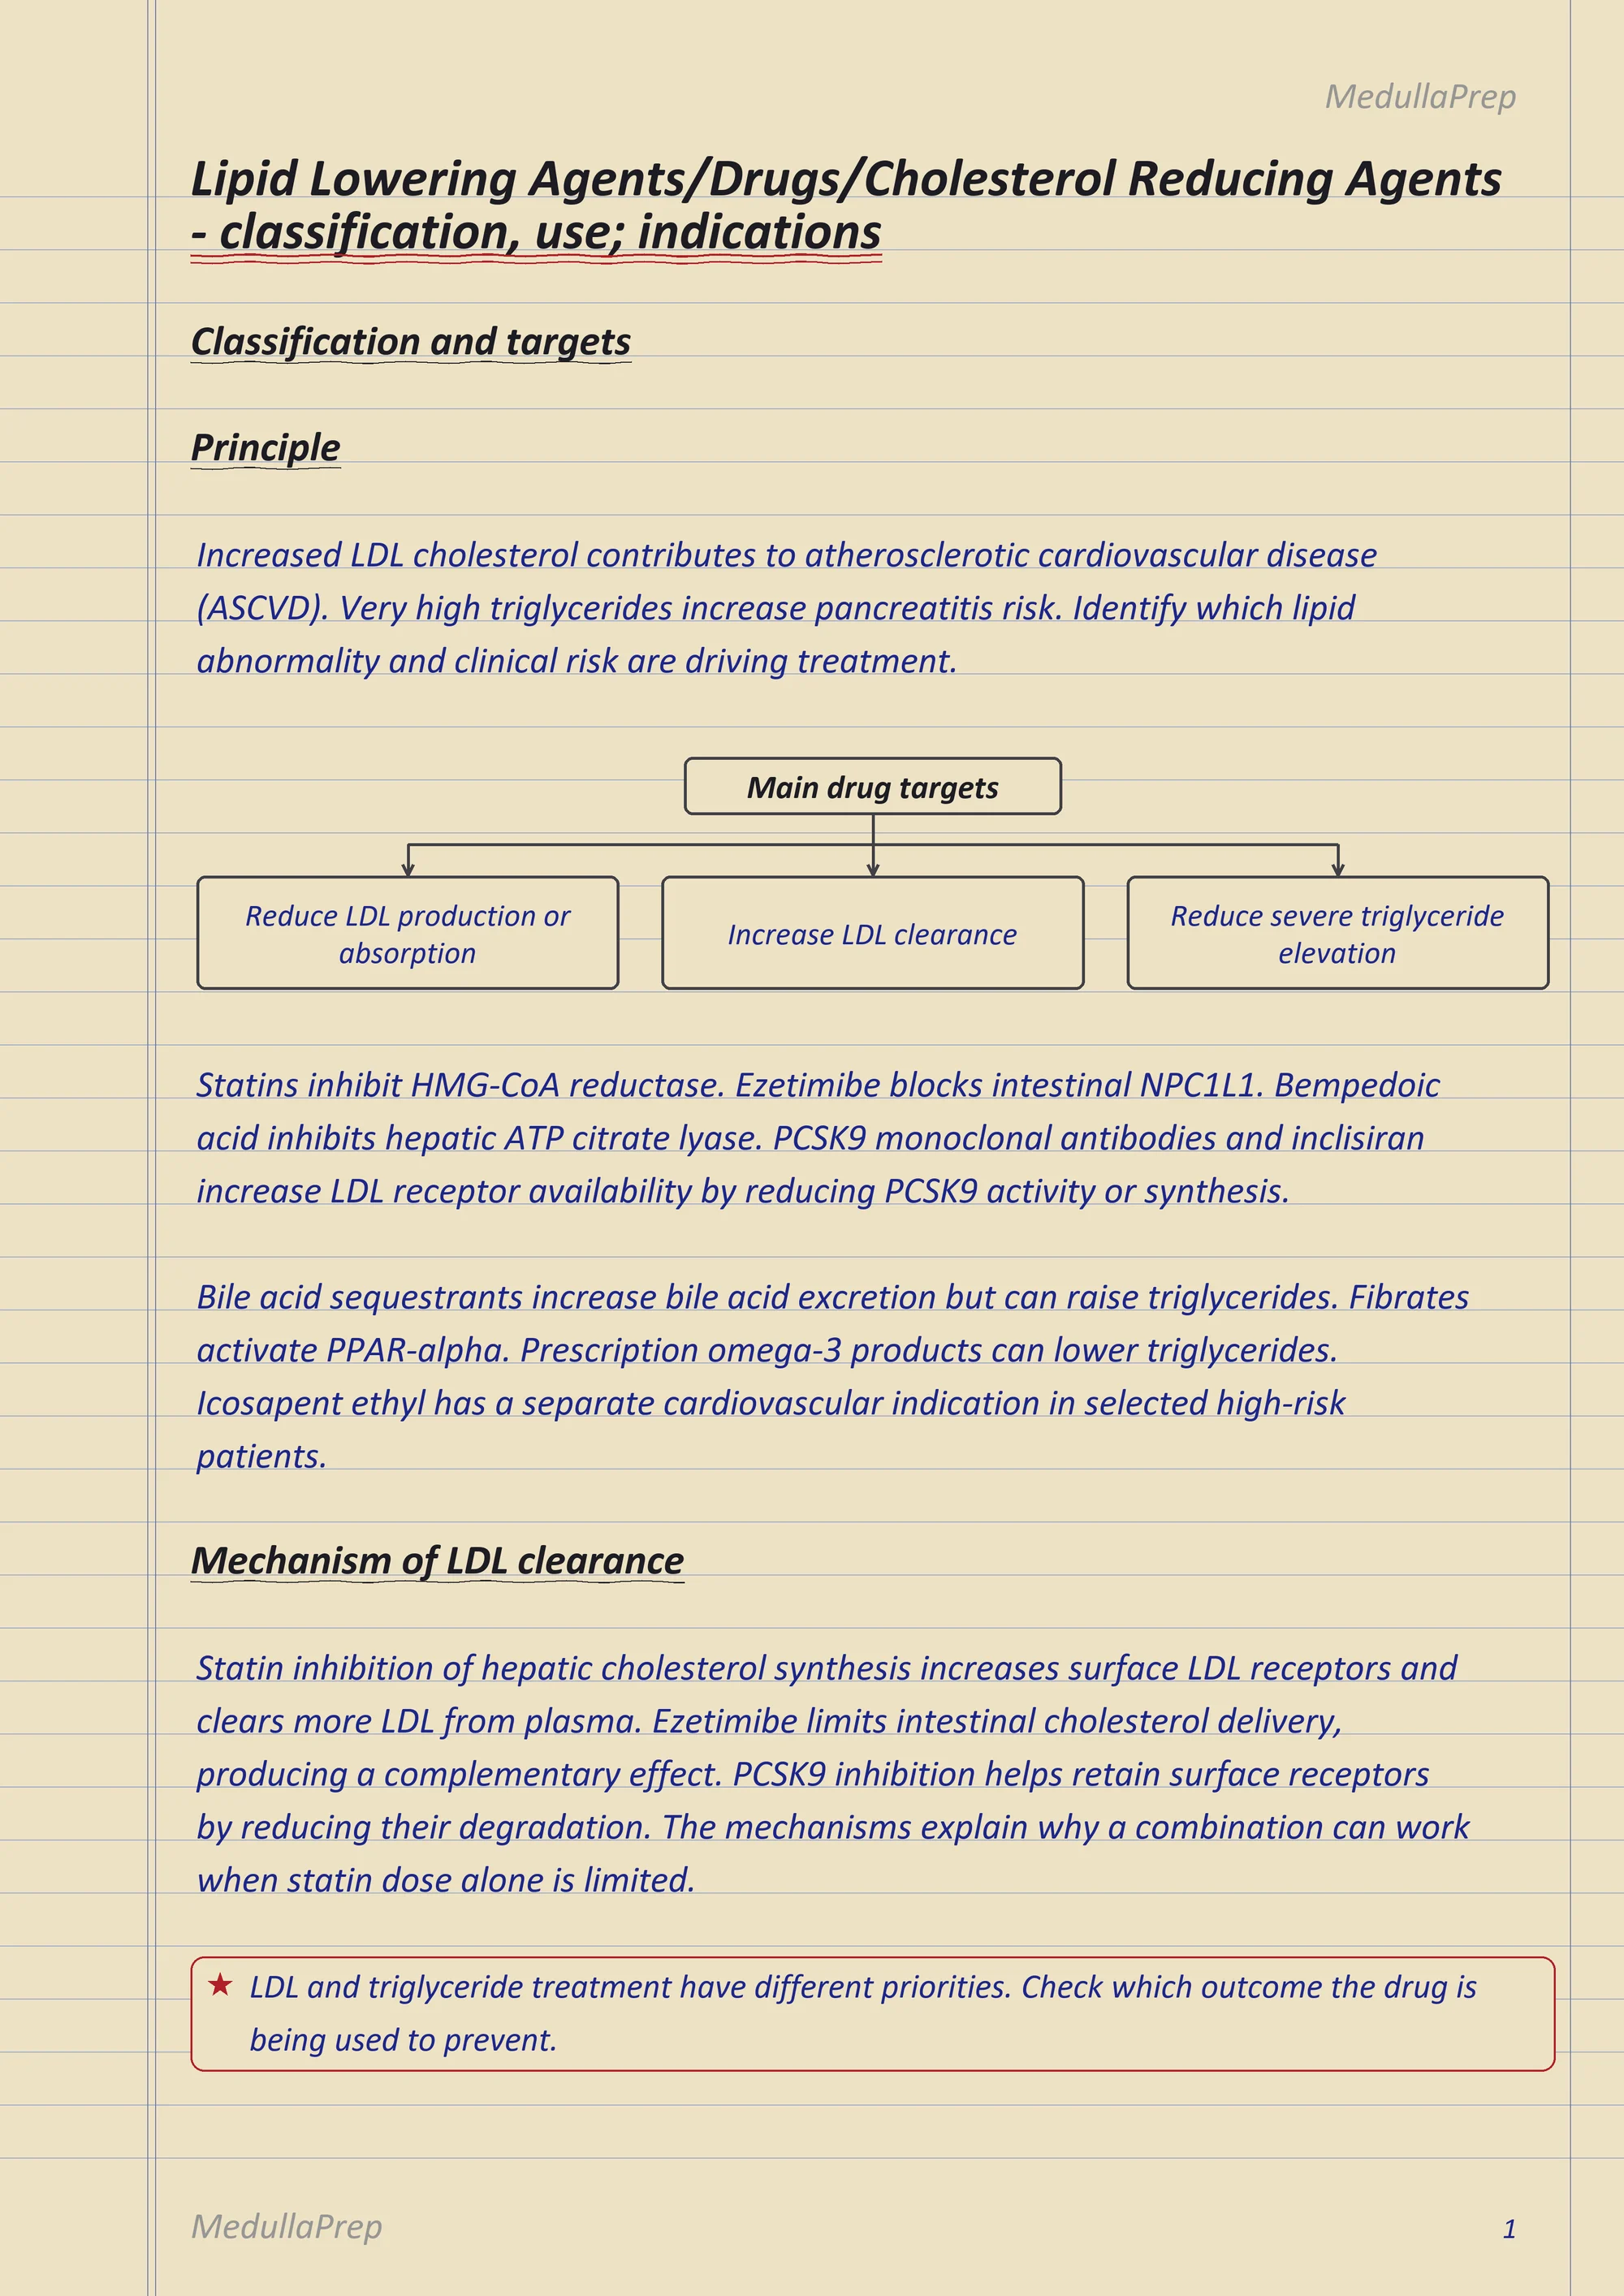 MedullaPrep
Lipid Lowering Agents/Drugs/Cholesterol Reducing Agents
- classification, use; indications
Classification and targets
Principle
Increased LDL cholesterol contributes to atherosclerotic cardiovascular disease
(ASCVD). Very high triglycerides increase pancreatitis risk. Identify which lipid
abnormality and clinical risk are driving treatment.
Main drug targets
Reduce LDL production or
absorption
Increase LDL clearance
Reduce severe triglyceride
elevation
Statins inhibit HMG-CoA reductase. Ezetimibe blocks intestinal NPC1L1. Bempedoic
acid inhibits hepatic ATP citrate lyase. PCSK9 monoclonal antibodies and inclisiran
increase LDL receptor availability by reducing PCSK9 activity or synthesis.
Bile acid sequestrants increase bile acid excretion but can raise triglycerides. Fibrates
activate PPAR-alpha. Prescription omega-3 products can lower triglycerides.
Icosapent ethyl has a separate cardiovascular indication in selected high-risk
patients.
Mechanism of LDL clearance
Statin inhibition of hepatic cholesterol synthesis increases surface LDL receptors and
clears more LDL from plasma. Ezetimibe limits intestinal cholesterol delivery,
producing a complementary effect. PCSK9 inhibition helps retain surface receptors
by reducing their degradation. The mechanisms explain why a combination can work
when statin dose alone is limited.
★ LDL and triglyceride treatment have different priorities. Check which outcome the drug is
being used to prevent.
MedullaPrep
1